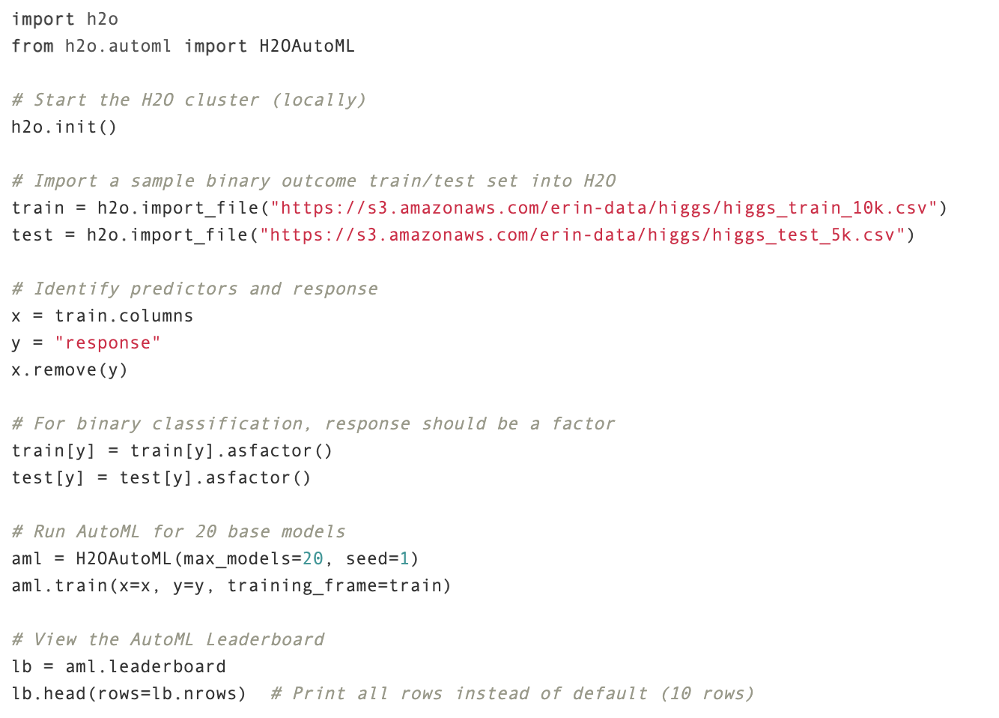 import h2o
from h2o.automl import H2OAutoML
# Start the H2O cluster (locally)
h2o.init()
# Import a sample binary outcome train/test set into H2O
train = h2o.import_file("https://s3.amazonaws.com/erin-data/higgs/higgs_train_10k.csv")
test = h2o.import_file("https://s3.amazonaws.com/erin-data/higgs/higgs_test_5k.csv")
# Identify predictors and response
x = train.columns
y = "response"
x.remove(y)
# For binary classification, response should be a factor
train[y] = train[y].asfactor()
test[y] = test[y].asfactor()
# Run AutoML for 20 base models
aml = H2OAutoML(max_models=20, seed=1)
aml.train(x=x, y=y, training_frame=train)
# View the AutoML Leaderboard
lb = aml.leaderboard
lb.head(rows=lb.nrows)  # Print all rows instead of default (10 rows)